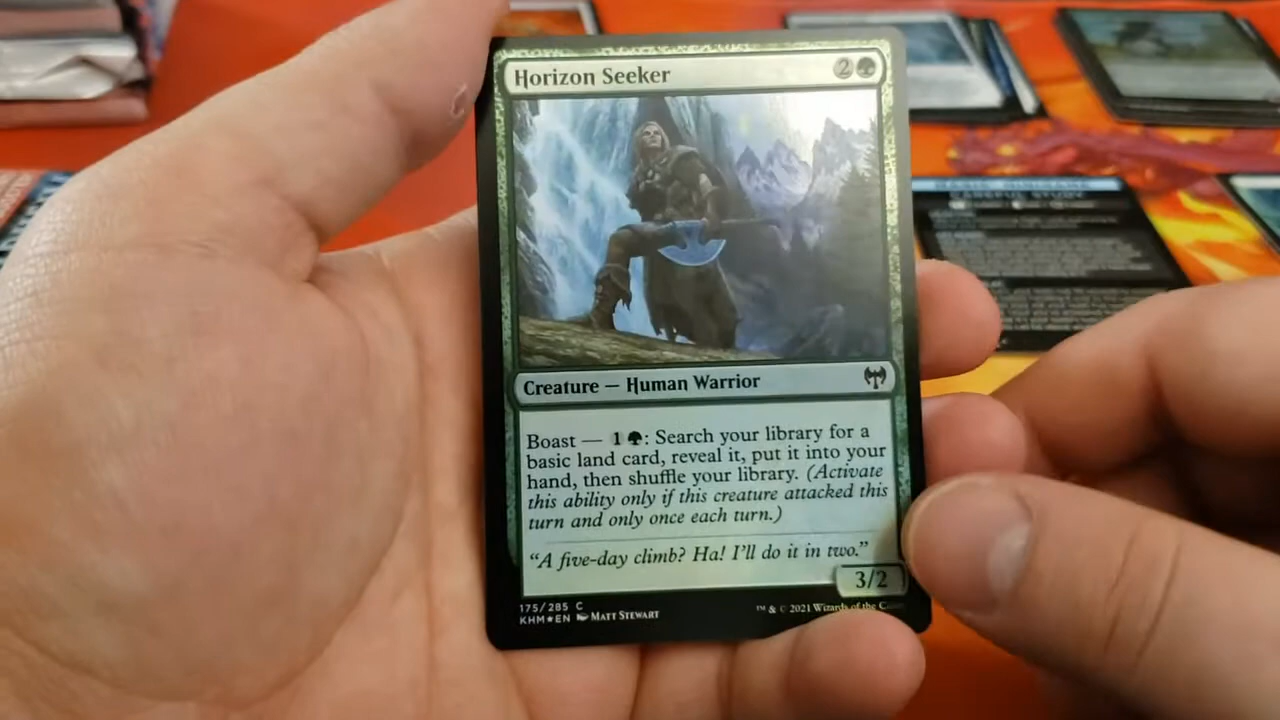 Horizon Seeker 2
Creature — Human Warrior
Boast — 1 : Search your library for a
basic land card, reveal it, put it into your
hand, then shuffle your library. (Activate
this ability only if this creature attacked this
turn and only once each turn.)
“A five-day climb? Ha! I’ll do it in two.”
3/2
175/285 C
KHM★EN MATT STEWART
™ & © 2021 Wizards of the C